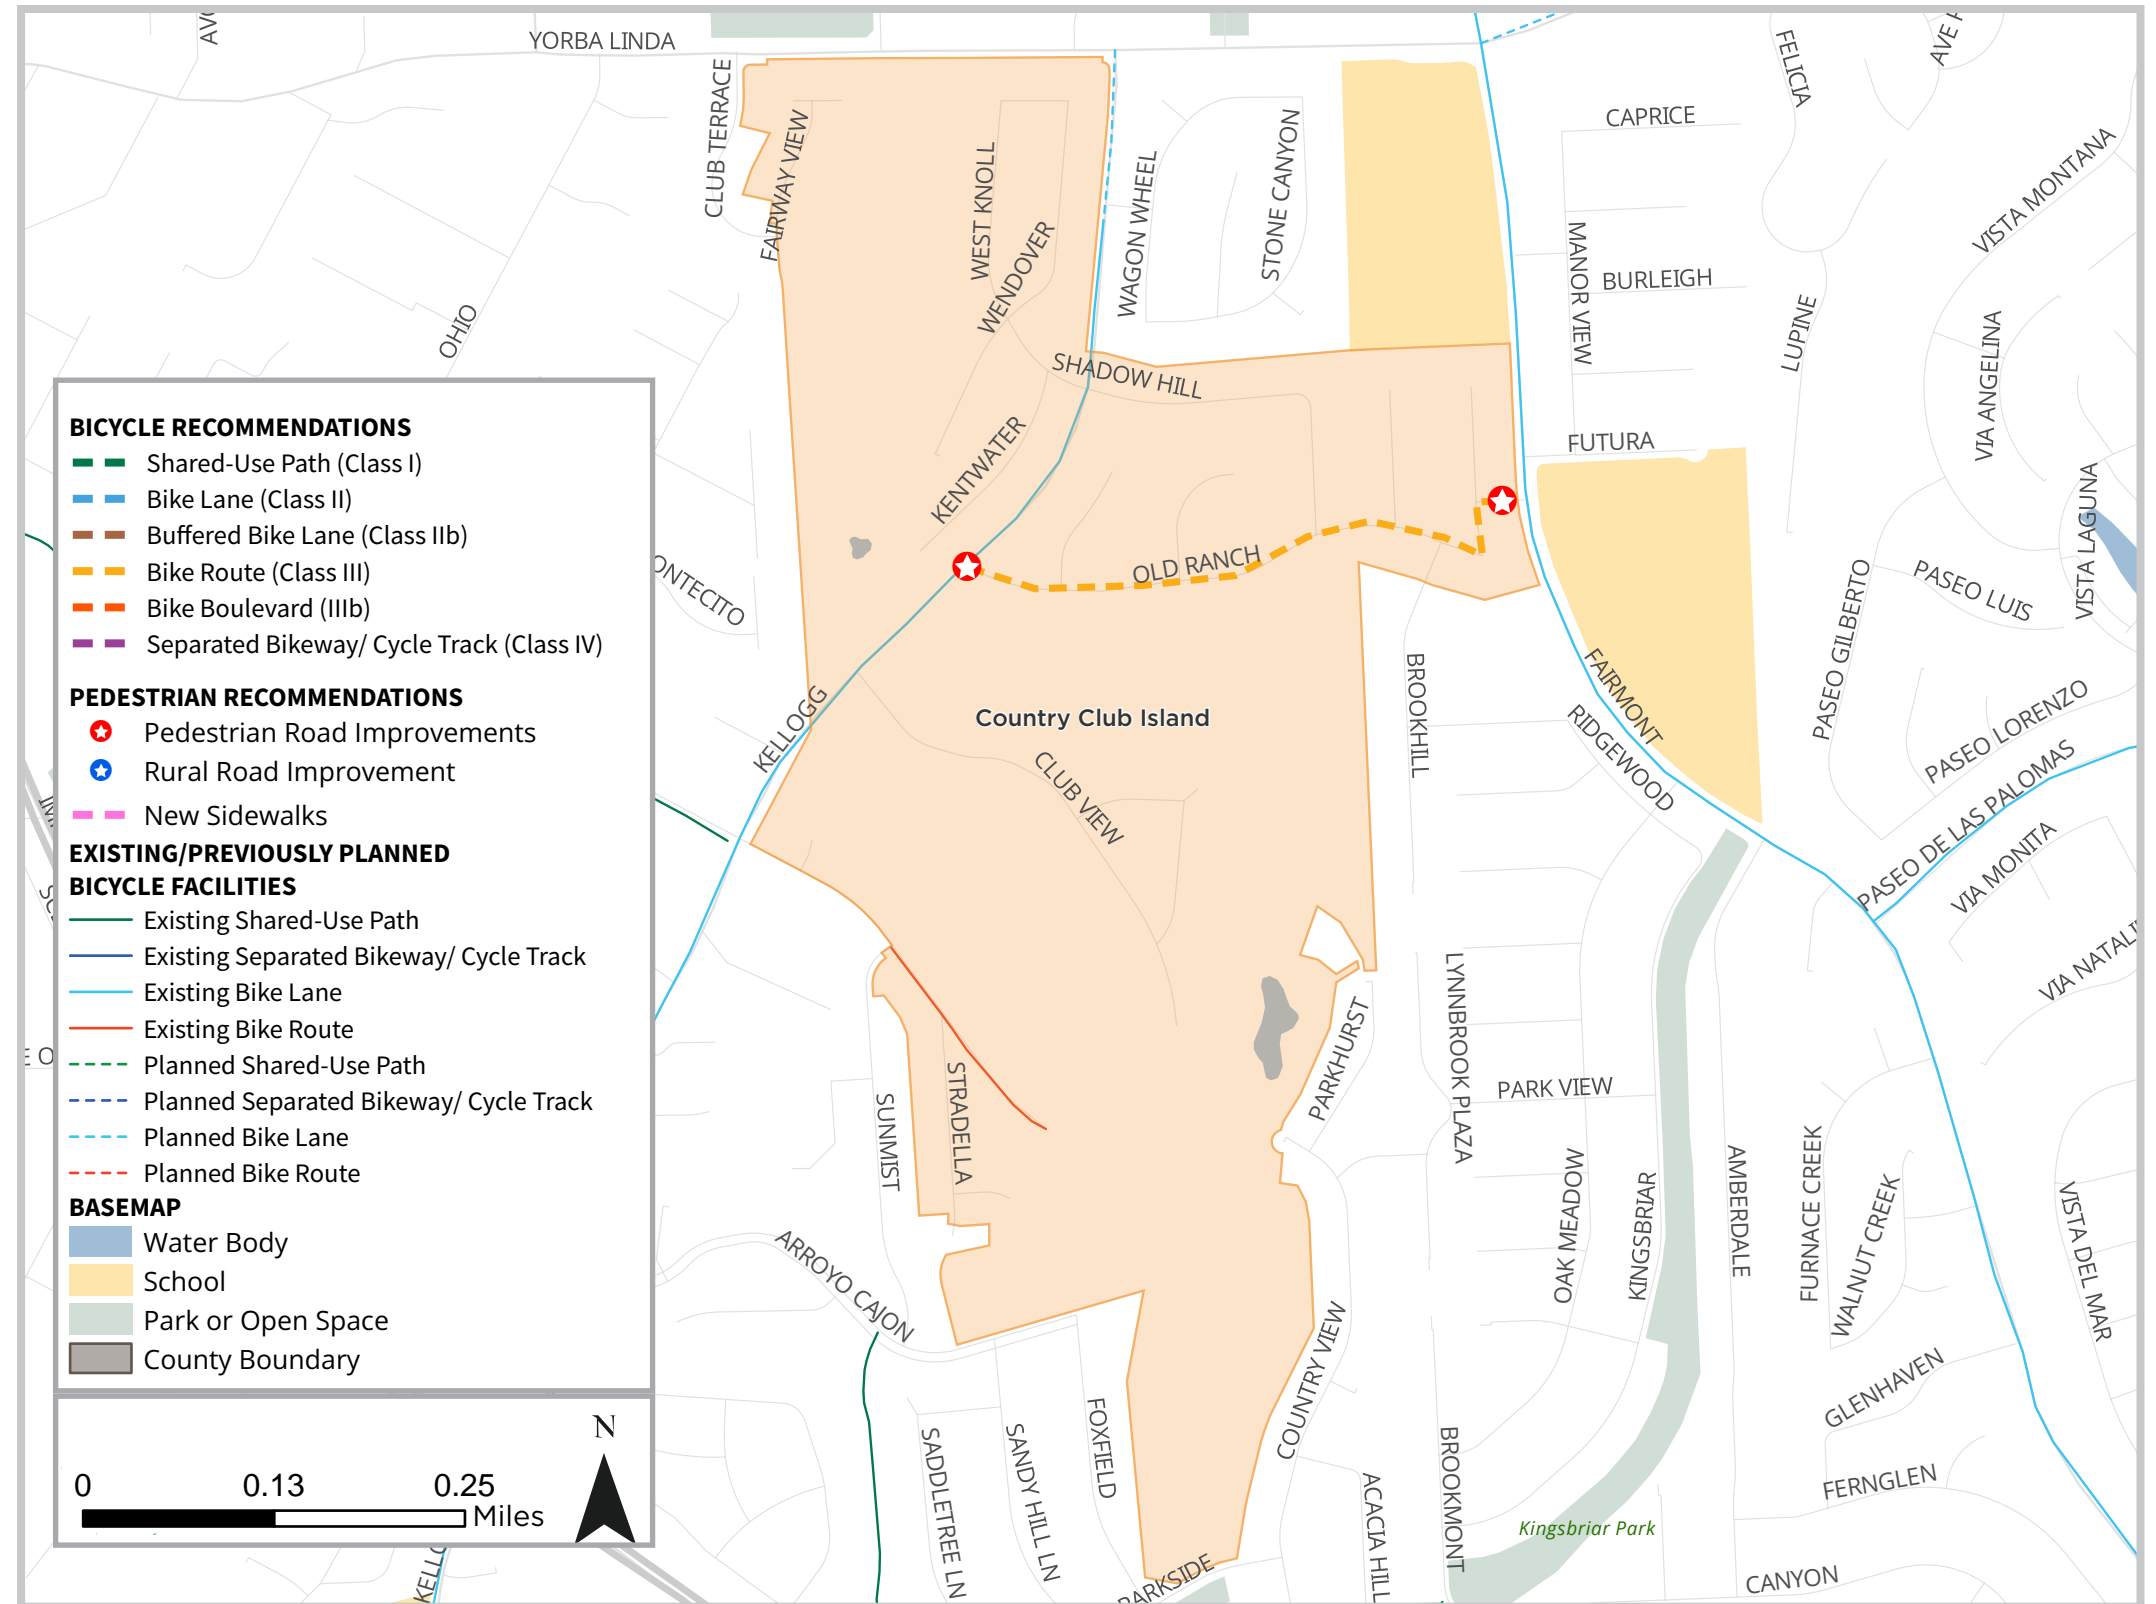 YORBA LINDA
CLUB TERRACE
FAIRWAY VIEW
WEST KNOLL
WENDOVER
WAGON WHEEL
STONE CANYON
CAPRICE
FELICIA
VISTA MONTANA
MANOR VIEW
BURLEIGH
LUPINE
VIA ANGELINA
OHIO
SHADOW HILL
KENTWATER
FUTURA
OLD RANCH
VISTA LAGUNA
PASEO LUIS
PASEO GILBERTO
ONTECITO
KELLOGG
Country Club Island
CLUB VIEW
BROOKHILL
FAIRMONT
RIDGEWOOD
PASEO LORENZO
PASEO DE LAS PALOMAS
VIA MONITA
VIA NATALI
LYNNBROOK PLAZA
PARKHURST
PARK VIEW
SUNMIST
STRADELLA
OAK MEADOW
KINGSBRIAR
AMBERDALE
FURNACE CREEK
WALNUT CREEK
VISTA DEL MAR
ARROYO CAJON
COUNTRY VIEW
GLENHAVEN
FERNGLEN
SADDLETREE LN
SANDY HILL LN
FOXFIELD
ACACIA HILL
BROOKMONT
Kingsbriar Park
CANYON
PARKSIDE
BICYCLE RECOMMENDATIONS
Shared-Use Path (Class I)
Bike Lane (Class II)
Buffered Bike Lane (Class IIb)
Bike Route (Class III)
Bike Boulevard (IIIb)
Separated Bikeway/ Cycle Track (Class IV)
PEDESTRIAN RECOMMENDATIONS
Pedestrian Road Improvements
Rural Road Improvement
New Sidewalks
EXISTING/PREVIOUSLY PLANNED
BICYCLE FACILITIES
Existing Shared-Use Path
Existing Separated Bikeway/ Cycle Track
Existing Bike Lane
Existing Bike Route
Planned Shared-Use Path
Planned Separated Bikeway/ Cycle Track
Planned Bike Lane
Planned Bike Route
BASEMAP
Water Body
School
Park or Open Space
County Boundary
N
0 0.13 0.25
Miles